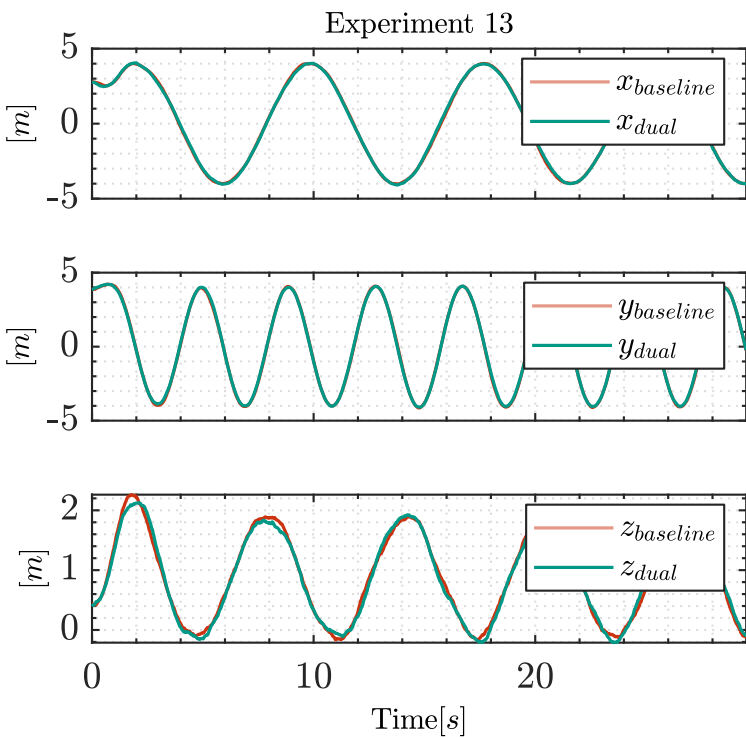 Experiment 13
5
0
-5
[m]
x_baseline
x_dual
5
0
-5
[m]
y_baseline
y_dual
2
1
0
[m]
z_baseline
z_dual
0 10 20
Time[s]